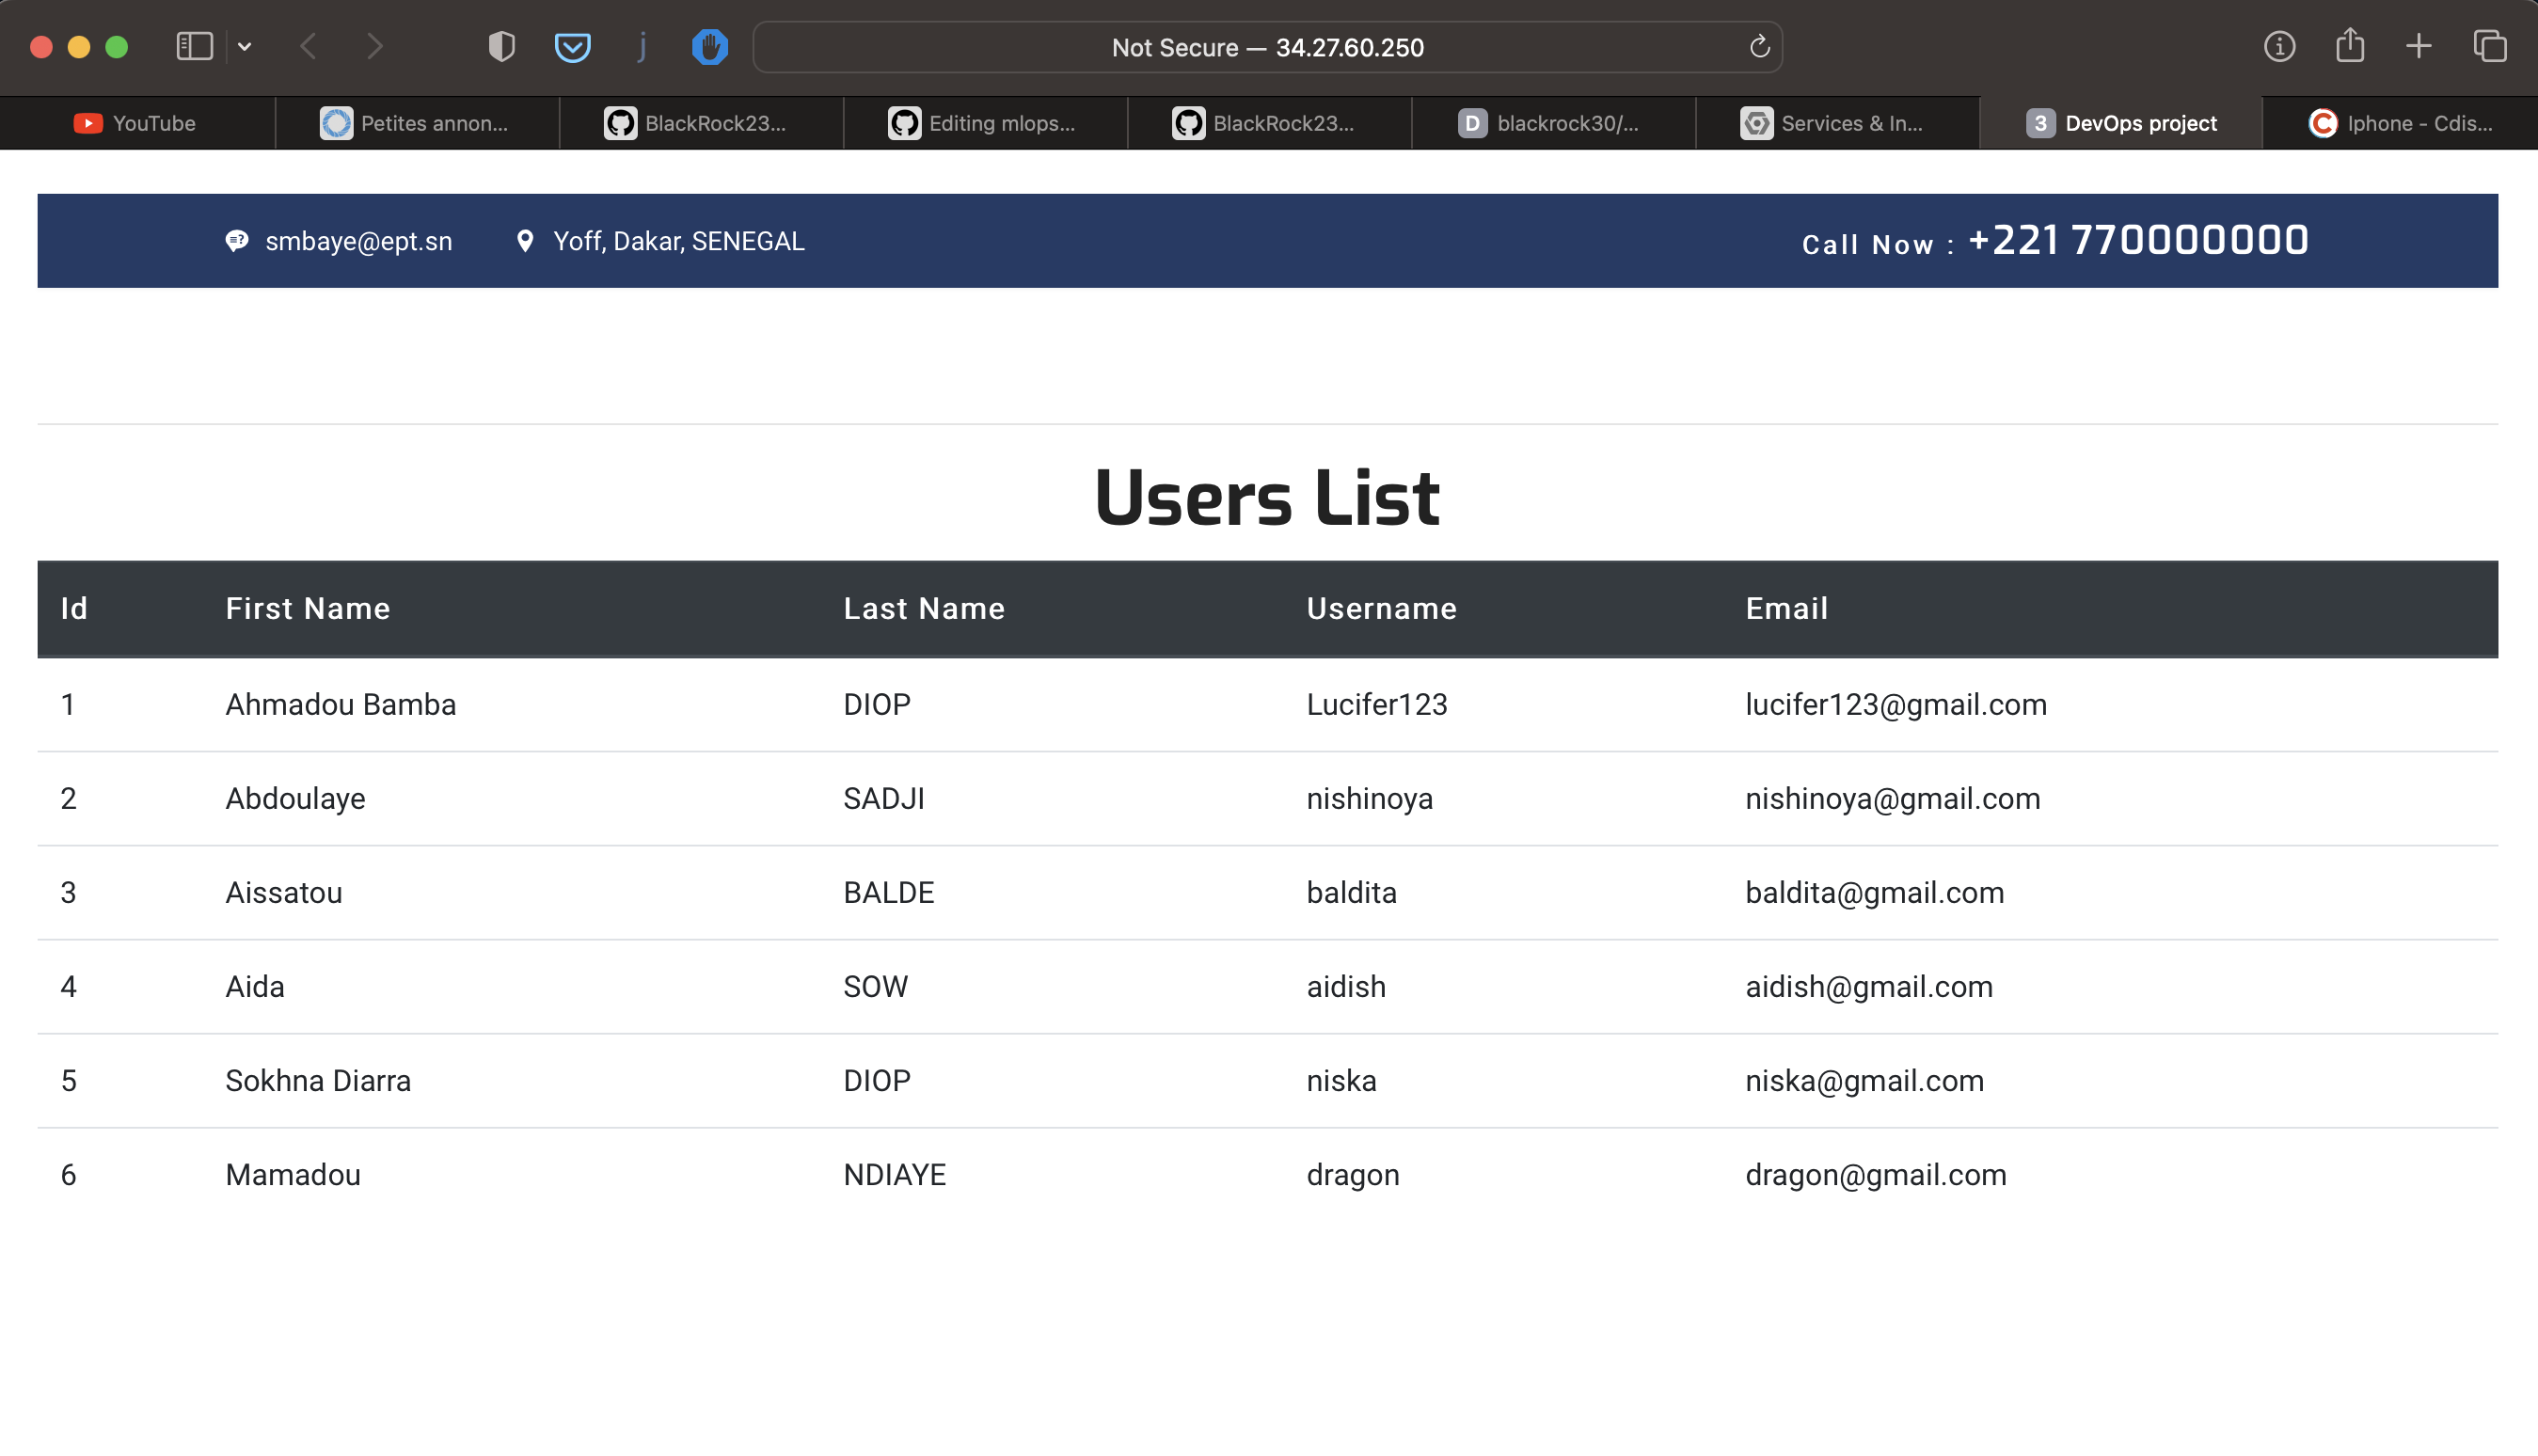 Not Secure — 34.27.60.250
YouTube
Petites annon...
BlackRock23...
Editing mlops...
BlackRock23...
D blackrock30/...
Services & In...
3 DevOps project
C Iphone - Cdis...
smbaye@ept.sn
Yoff, Dakar, SENEGAL
Call Now : +221 770000000
Users List
Id First Name Last Name Username Email
1 Ahmadou Bamba DIOP Lucifer123 lucifer123@gmail.com
2 Abdoulaye SADJI nishinoya nishinoya@gmail.com
3 Aissatou BALDE baldita baldita@gmail.com
4 Aida SOW aidish aidish@gmail.com
5 Sokhna Diarra DIOP niska niska@gmail.com
6 Mamadou NDIAYE dragon dragon@gmail.com